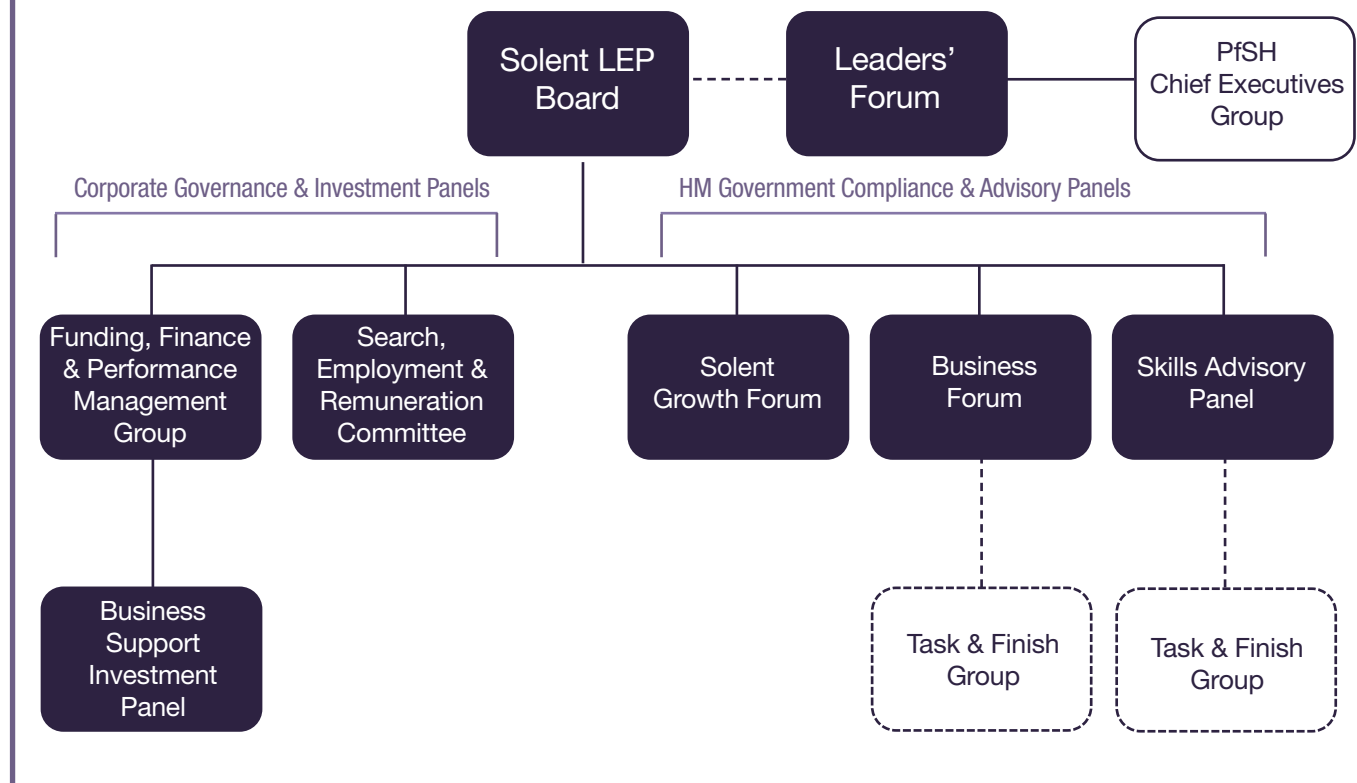 Solent LEP
Board
Leaders’
Forum
PfSH
Chief Executives
Group
Corporate Governance & Investment Panels
HM Government Compliance & Advisory Panels
Funding, Finance
& Performance
Management
Group
Search,
Employment &
Remuneration
Committee
Solent
Growth Forum
Business
Forum
Skills Advisory
Panel
Business
Support
Investment
Panel
Task & Finish
Group
Task & Finish
Group